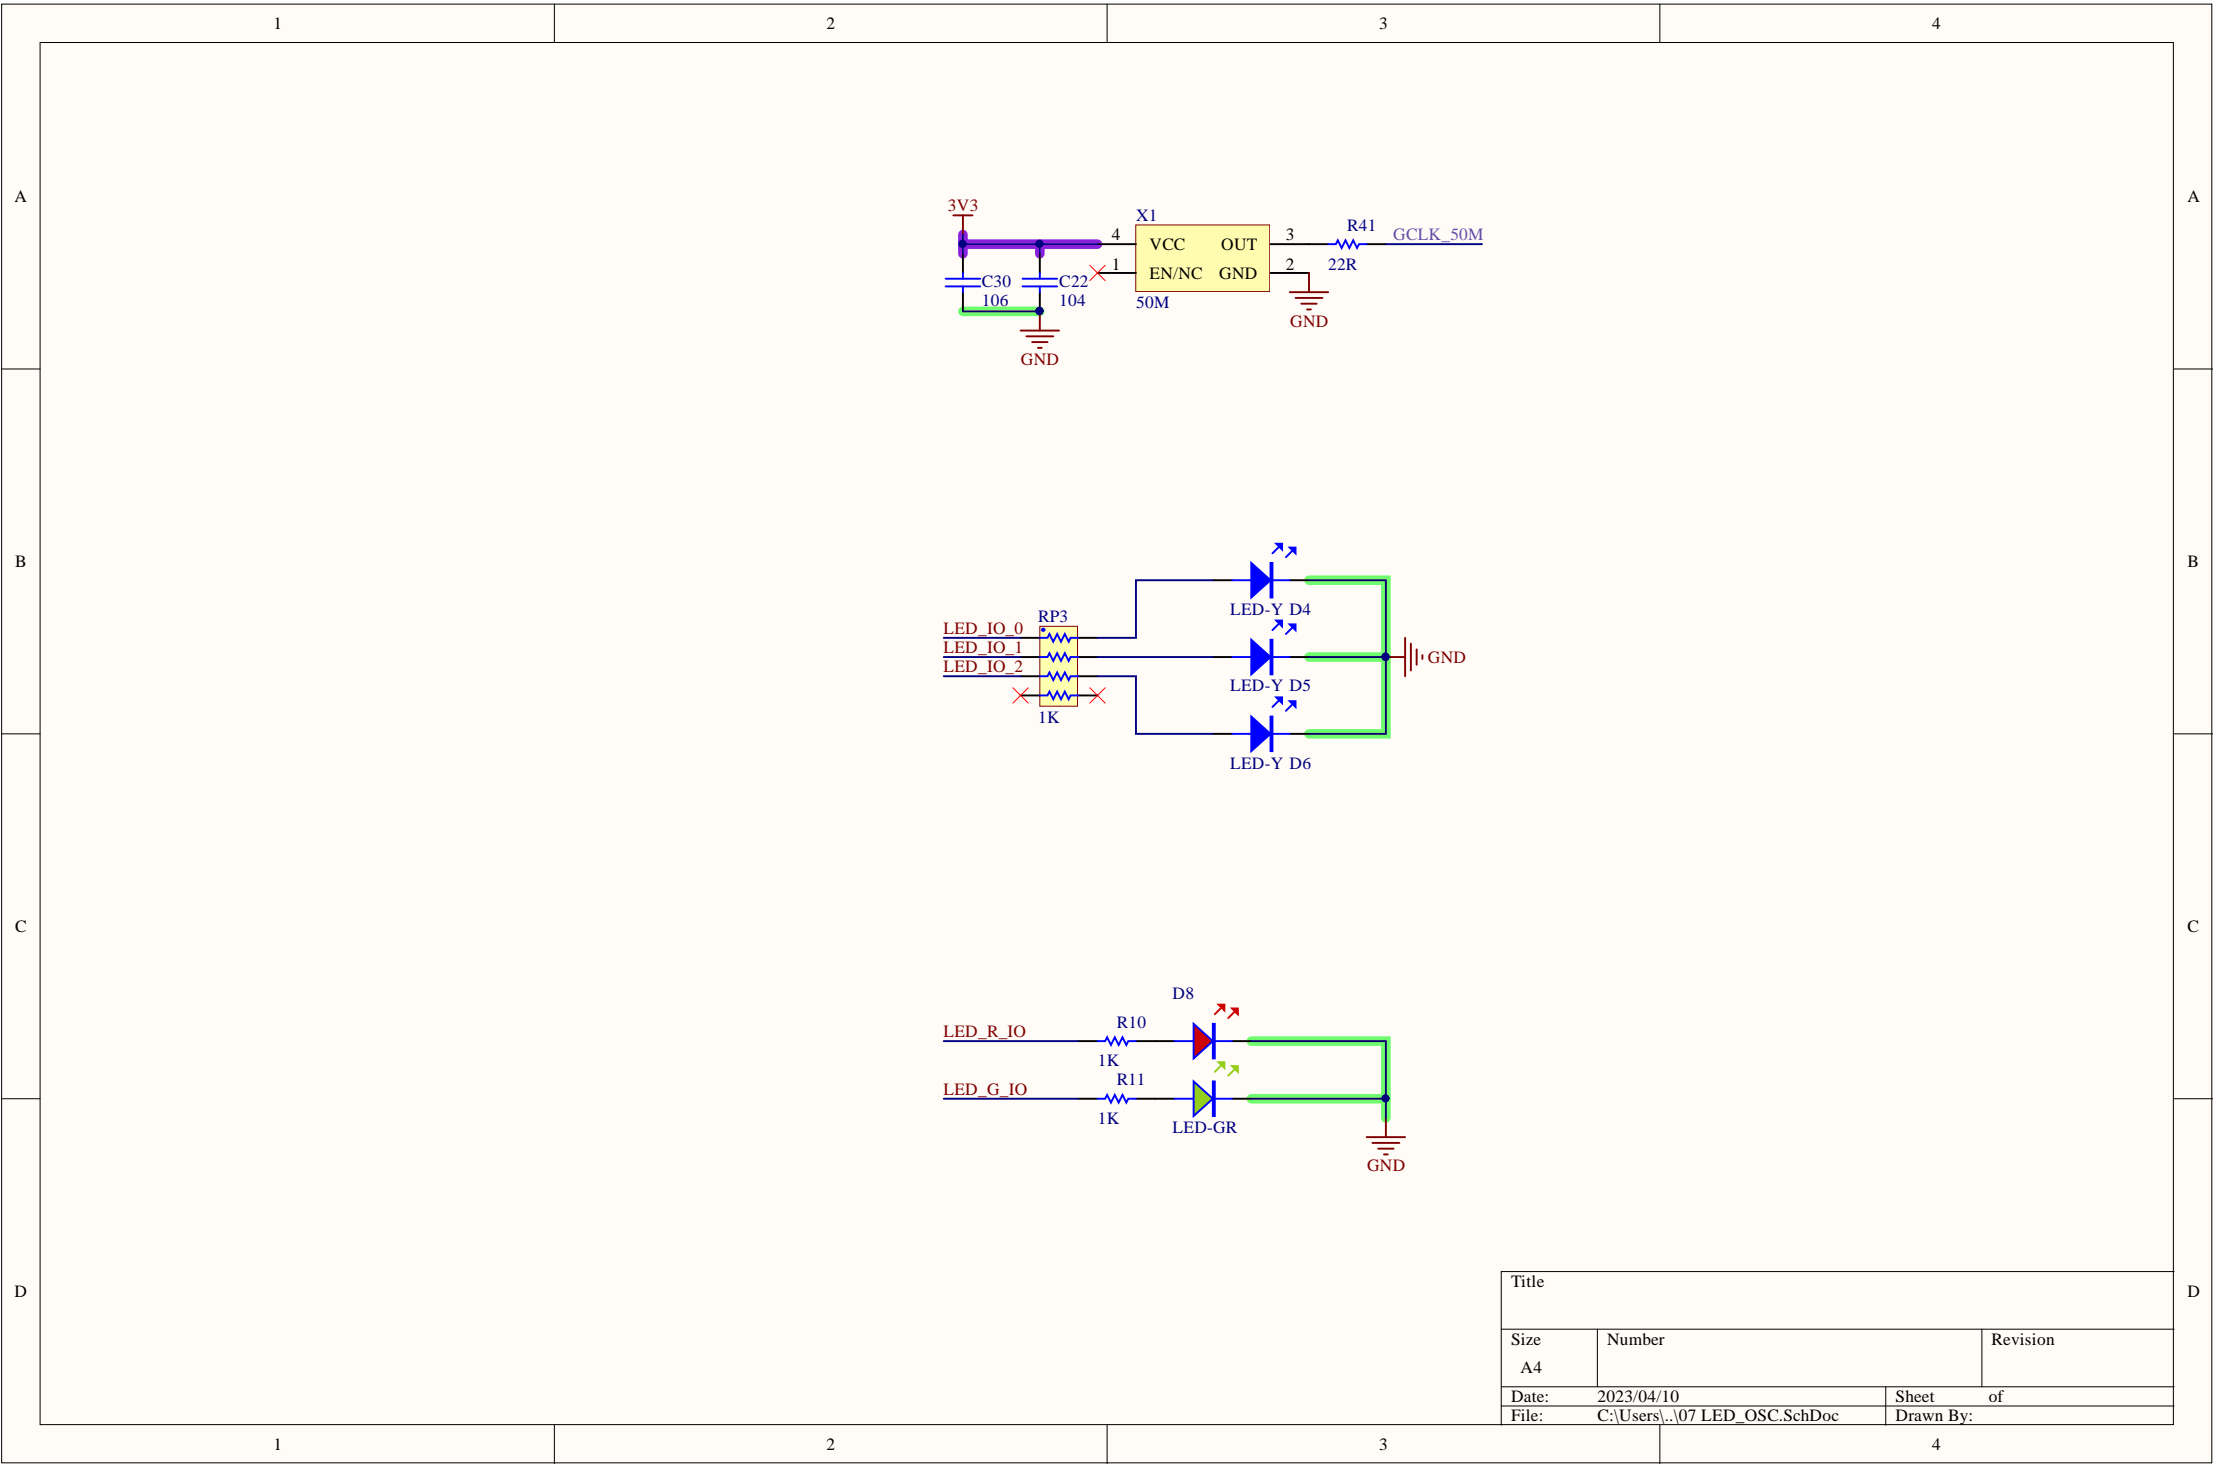 1 2 3 4
A A
3V3
X1
4 VCC OUT 3 R41 GCLK_50M
1 EN/NC GND 2 22R
C30 C22
106 104 50M
GND
GND
B B
LED-Y D4
RP3
LED_IO_0
LED_IO_1
LED_IO_2
GND
LED-Y D5
1K
LED-Y D6
C C
D8
LED_R_IO R10
1K
LED_G_IO R11
1K LED-GR
GND
D D
Title
Size Number Revision
A4
Date: 2023/04/10 Sheet of
File: C:\Users\..\07 LED_OSC.SchDoc Drawn By:
1 2 3 4